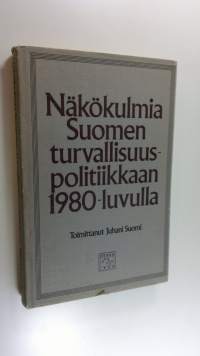 Näkökulmia
Suomen
turvallisuus-
politiikkaan
1980-luvulla
Toimittanut Juhani Suomi